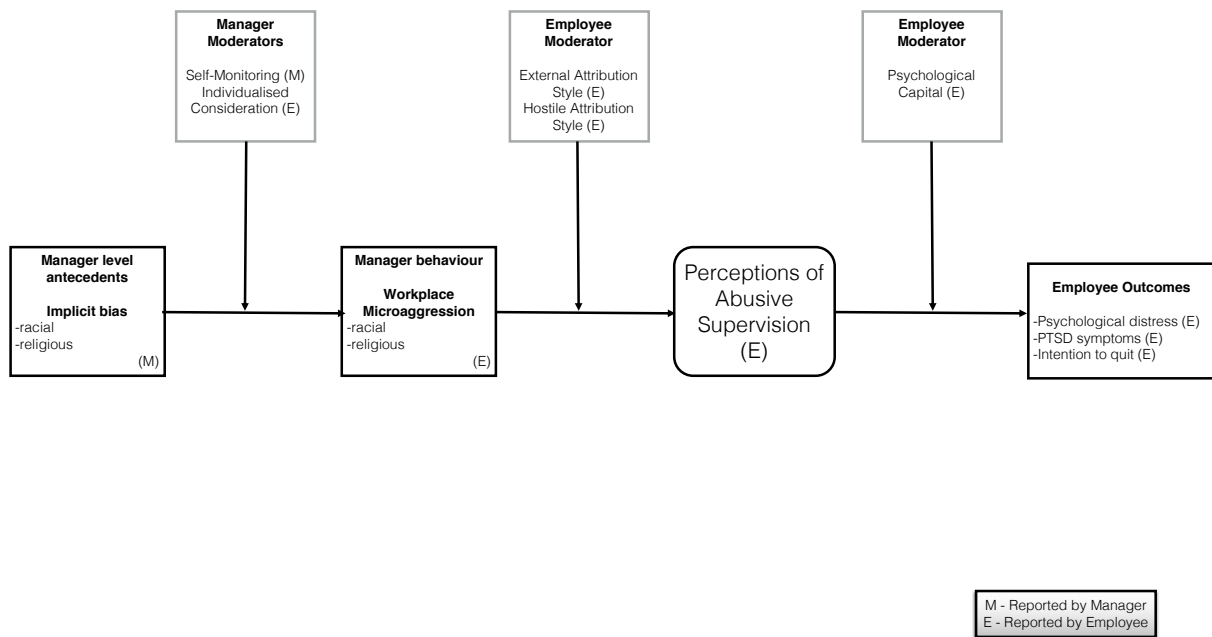 Manager
Moderators
Self-Monitoring (M)
Individualised
Consideration (E)
Employee
Moderator
External Attribution
Style (E)
Hostile Attribution
Style (E)
Employee
Moderator
Psychological
Capital (E)
Manager level
antecedents
Implicit bias
-racial
-religious
(M)
Manager behaviour
Workplace
Microaggression
-racial
-religious
(E)
Perceptions of
Abusive
Supervision
(E)
Employee Outcomes
-Psychological distress (E)
-PTSD symptoms (E)
-Intention to quit (E)
M - Reported by Manager
E - Reported by Employee